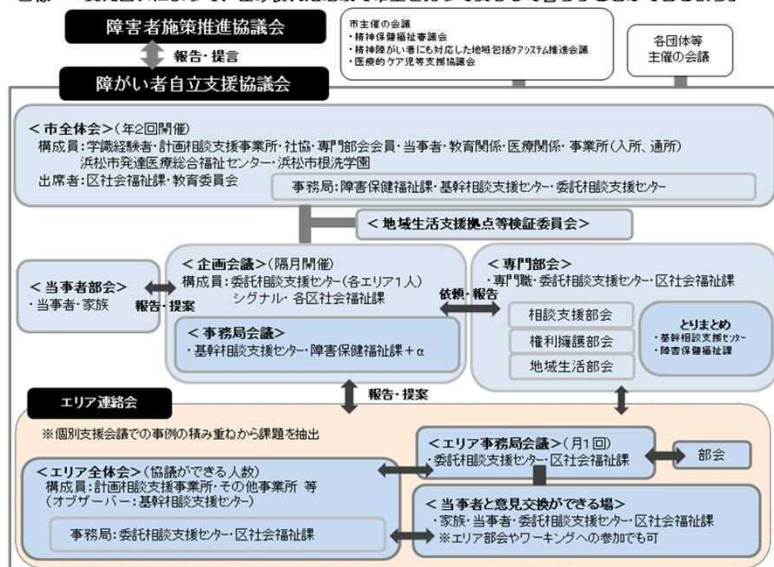 障害者施策推進協議会
報告・提言
障がい者自立支援協議会
市主催の会議
・精神保健福祉審議会
・精神障がい者にも対応した地域包括ケアシステム推進会議
・医療的ケア児等支援協議会
各団体等
主催の会議
＜市全体会＞(年2回開催)
構成員：学識経験者・計画相談支援事業所・社協・専門部会会員・当事者・教育関係・医療関係・事業所(入所、通所)
浜松市発達医療総合福祉センター・浜松市根洗学園
出席者：区社会福祉課・教育委員会
事務局：障害保健福祉課・基幹相談支援センター・委託相談支援センター
＜地域生活支援拠点等検証委員会＞
＜当事者部会＞
・当事者・家族
報告・提案
＜企画会議＞(隔月開催)
構成員：委託相談支援センター(各エリア1人)
シグナル・各区社会福祉課
＜事務局会議＞
・基幹相談支援センター・障害保健福祉課＋α
依頼・報告
＜専門部会＞
・専門職・委託相談支援センター・区社会福祉課
相談支援部会
権利擁護部会
地域生活部会
とりまとめ
・基幹相談支援センター
・障害保健福祉課
報告・提案
エリア連絡会
※個別支援会議での事例の積み重ねから課題を抽出
＜エリア全体会＞(協議ができる人数)
構成員：計画相談支援事業所・その他事業所 等
(オブザーバー：基幹相談支援センター)
事務局：委託相談支援センター・区社会福祉課
＜エリア事務局会議＞(月1回)
・委託相談支援センター・区社会福祉課
部会
＜当事者と意見交換ができる場＞
・家族・当事者・委託相談支援センター・区社会福祉課
※エリア部会やワーキングへの参加でも可